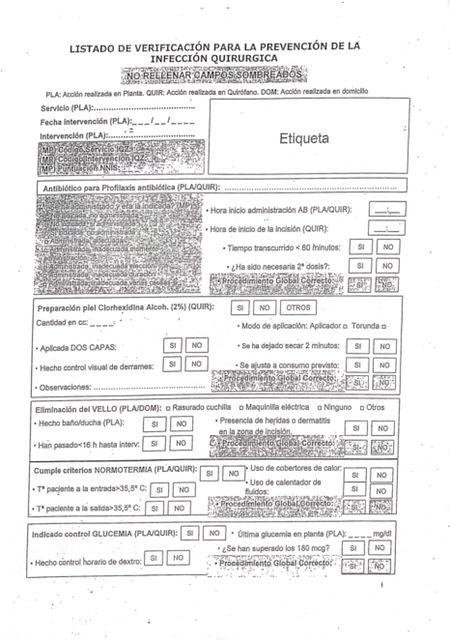 LISTADO DE VERIFICACIÓN PARA LA PREVENCIÓN DE LA
INFECCIÓN QUIRURGICA
NO RELLENAR CAMPOS SOMBREADOS
PLA: Acción realizada en Planta. QUIR: Acción realizada en Quirófano. DOM: Acción realizada en domicilio
Servicio (PLA):
Fecha intervención (PLA):__ _ / __ / __ __
Intervención (PLA):
(MP) Código Servicio IQZ:
(MP) Código Intervención IQZ:
(MP) Puntuación NNIS:
Etiqueta
Antibiótico para Profilaxis antibiótica (PLA/QUIR):
• Hora inicio administración AB (PLA/QUIR): __:__
• Hora de inicio de la incisión (QUIR): __:__
• Tiempo transcurrido < 60 minutos: SI NO
• ¿Ha sido necesaria 2ª dosis?: SI NO
• Procedimiento Global Correcto: SI NO
Preparación piel Clorhexidina Alcoh. (2%) (QUIR): SI NO OTROS
Cantidad en cc: _ _ _ _. • Modo de aplicación: Aplicador □ Torunda □
• Aplicada DOS CAPAS: SI NO • Se ha dejado secar 2 minutos: SI NO
• Hecho control visual de derrames: SI NO • Se ajusta a consumo previsto: SI NO
• Observaciones: • Procedimiento Global Correcto: SI NO
Eliminación del VELLO (PLA/DOM): □ Rasurado cuchilla □ Maquinilla eléctrica □ Ninguno □ Otros
• Hecho baño/ducha (PLA): SI NO • Presencia de heridas o dermatitis
en la zona de incisión. SI NO
• Han pasado<16 h hasta interv: SI NO • Procedimiento Global Correcto: SI NO
Cumple criterios NORMOTERMIA (PLA/QUIR): SI NO • Uso de cobertores de calor: SI NO
• Tª paciente a la entrada>35,5º C: SI NO • Uso de calentador de
fluidos: SI NO
• Tª paciente a la salida>35,5º C: SI NO • Procedimiento Global Correcto: SI NO
Indicado control GLUCEMIA (PLA/QUIR): SI NO • Última glucemia en planta (PLA): _ _ _ _ mg/dl
• ¿Se han superado los 180 mcg? SI NO
• Hecho control horario de dextro: SI NO • Procedimiento Global Correcto: SI NO